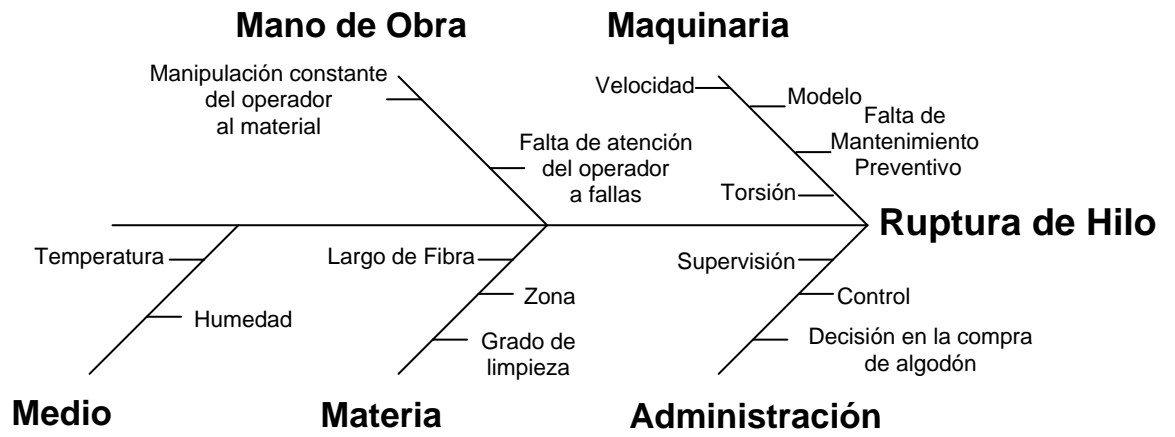 Mano de Obra
Maquinaria
Manipulación constante
del operador
al material
Velocidad
Modelo
Falta de
Mantenimiento
Preventivo
Falta de atención
del operador
a fallas
Torsión
Ruptura de Hilo
Temperatura
Humedad
Largo de Fibra
Zona
Grado de
limpieza
Supervisión
Control
Decisión en la compra
de algodón
Medio
Materia
Administración